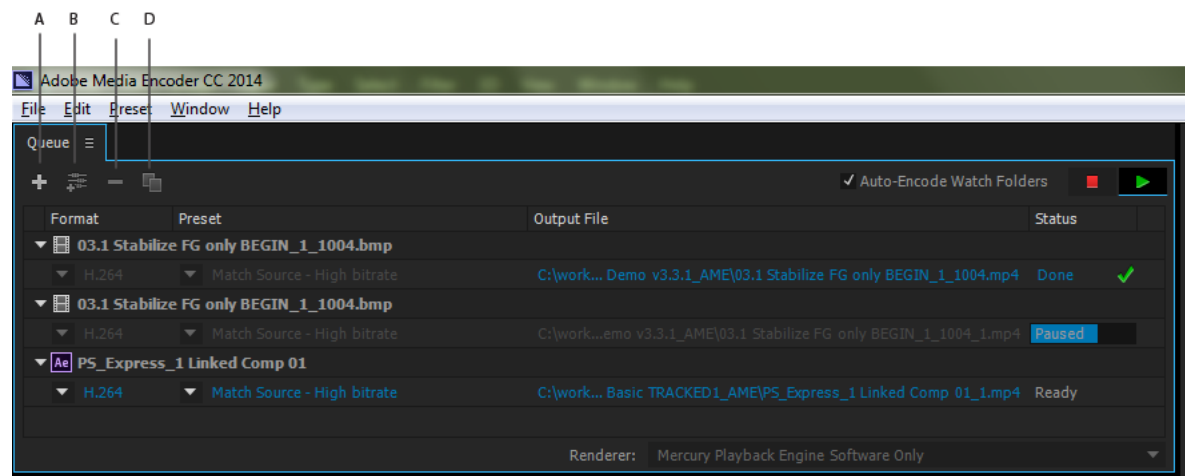 A B C D
Adobe Media Encoder CC 2014
File Edit Preset Window Help
Queue
Auto-Encode Watch Folders
Format Preset Output File Status
03.1 Stabilize FG only BEGIN_1_1004.bmp
H.264 Match Source - High bitrate C:\work... Demo v3.3.1_AME\03.1 Stabilize FG only BEGIN_1_1004.mp4 Done
03.1 Stabilize FG only BEGIN_1_1004.bmp
H.264 Match Source - High bitrate C:\work...emo v3.3.1_AME\03.1 Stabilize FG only BEGIN_1_1004_1.mp4 Paused
Ae PS_Express_1 Linked Comp 01
H.264 Match Source - High bitrate C:\work... Basic TRACKED1_AME\PS_Express_1 Linked Comp 01_1.mp4 Ready
Renderer: Mercury Playback Engine Software Only